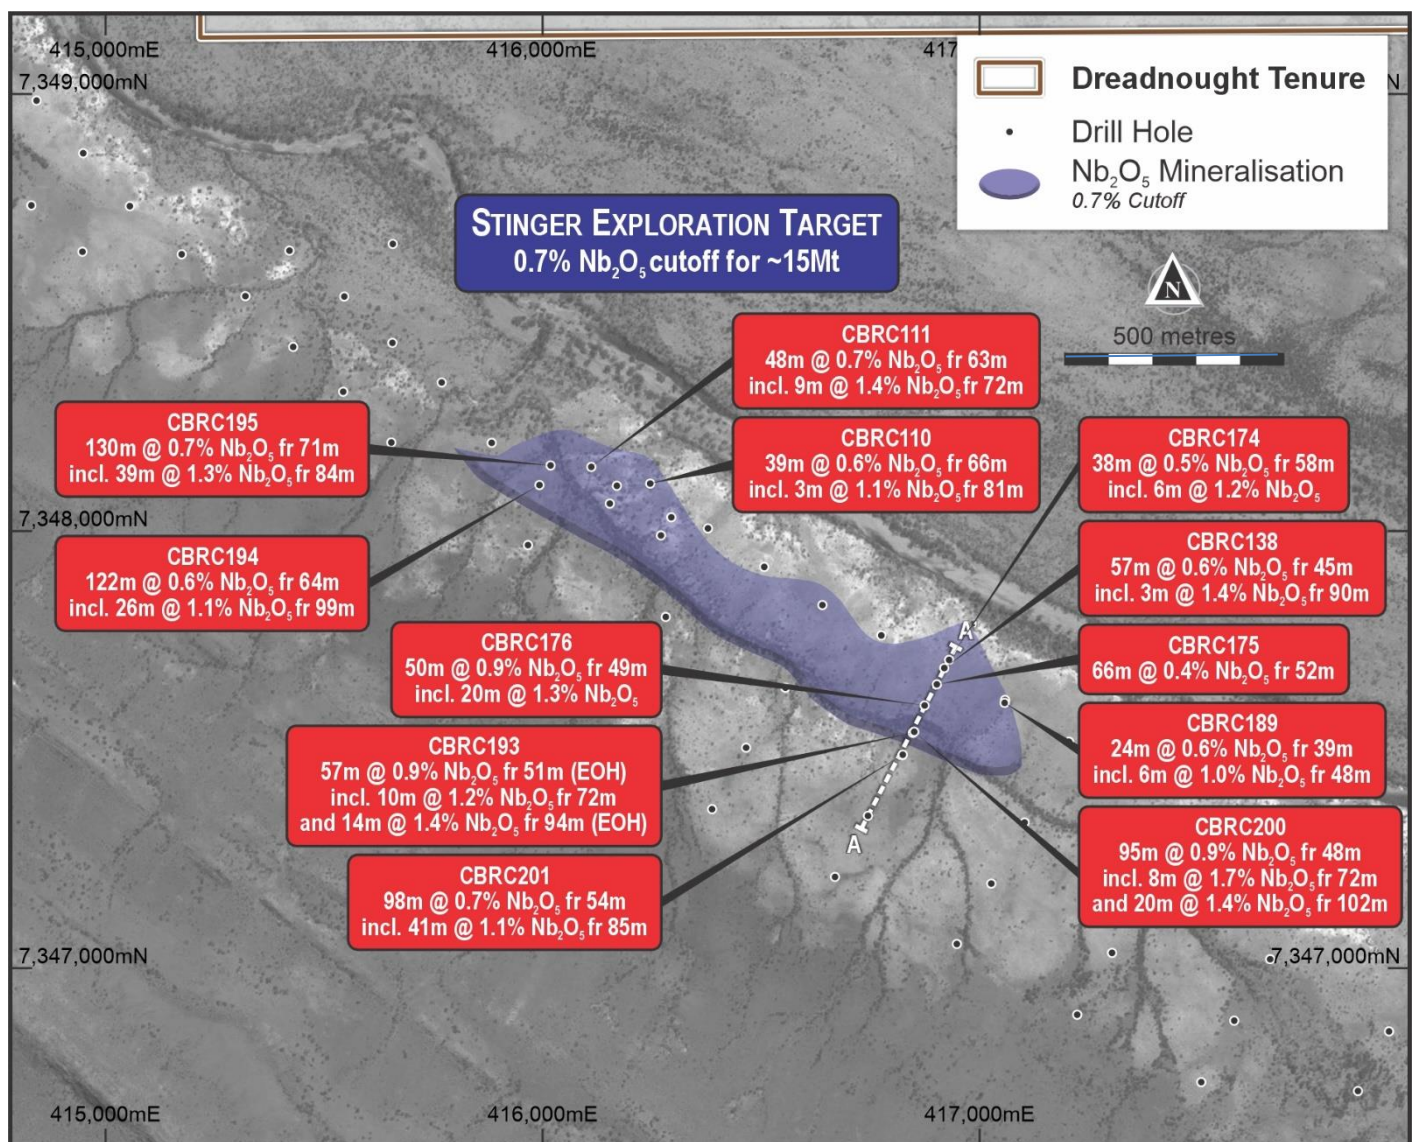 415,000mE
416,000mE
417
7,349,000mN
N
Dreadnought Tenure
Drill Hole
Nb₂O₅ Mineralisation
0.7% Cutoff
STINGER EXPLORATION TARGET
0.7% Nb₂O₅ cutoff for ~15Mt
N
500 metres
CBRC111
48m @ 0.7% Nb₂O₅ fr 63m
incl. 9m @ 1.4% Nb₂O₅ fr 72m
CBRC195
130m @ 0.7% Nb₂O₅ fr 71m
incl. 39m @ 1.3% Nb₂O₅ fr 84m
CBRC110
39m @ 0.6% Nb₂O₅ fr 66m
incl. 3m @ 1.1% Nb₂O₅ fr 81m
CBRC174
38m @ 0.5% Nb₂O₅ fr 58m
incl. 6m @ 1.2% Nb₂O₅
7,348,000mN
CBRC194
122m @ 0.6% Nb₂O₅ fr 64m
incl. 26m @ 1.1% Nb₂O₅ fr 99m
CBRC138
57m @ 0.6% Nb₂O₅ fr 45m
incl. 3m @ 1.4% Nb₂O₅ fr 90m
CBRC176
50m @ 0.9% Nb₂O₅ fr 49m
incl. 20m @ 1.3% Nb₂O₅
A'
CBRC175
66m @ 0.4% Nb₂O₅ fr 52m
CBRC189
24m @ 0.6% Nb₂O₅ fr 39m
incl. 6m @ 1.0% Nb₂O₅ fr 48m
CBRC193
57m @ 0.9% Nb₂O₅ fr 51m (EOH)
incl. 10m @ 1.2% Nb₂O₅ fr 72m
and 14m @ 1.4% Nb₂O₅ fr 94m (EOH)
A
CBRC200
95m @ 0.9% Nb₂O₅ fr 48m
incl. 8m @ 1.7% Nb₂O₅ fr 72m
and 20m @ 1.4% Nb₂O₅ fr 102m
CBRC201
98m @ 0.7% Nb₂O₅ fr 54m
incl. 41m @ 1.1% Nb₂O₅ fr 85m
7,347,000mN
7,347,000mN
415,000mE
416,000mE
417,000mE